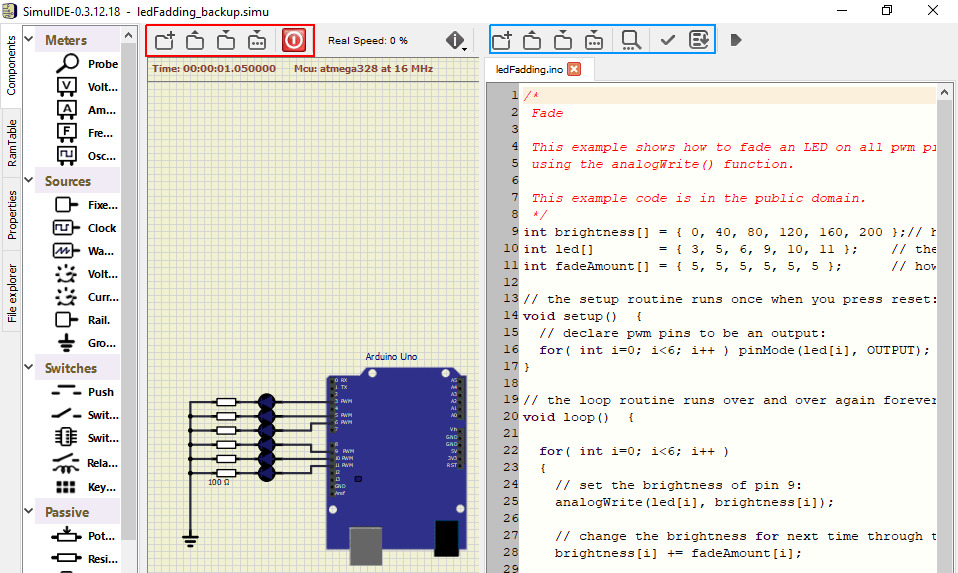 SimulIDE-0.3.12.18 - ledFadding_backup.simu
Components
RamTable
Properties
File explorer
Meters
Probe
Volt...
Am...
Fre...
Osc...
Sources
Fixe...
Clock
Wa...
Volt...
Curr...
Rail.
Gro...
Switches
Push
Swit...
Swit...
Rela...
Key...
Passive
Pot...
Resi...
Real Speed: 0 %
Time: 00:00:01.050000 Mcu: atmega328 at 16 MHz
Arduino Uno
0 RX
1 TX
2
3 PWM
4
5 PWM
6 PWM
7
8
9 PWM
10 PWM
11 PWM
12
13
GND
Aref
A5
A4
A3
A2
A1
A0
Vin
GND
GND
5V
3V3
RST
100 Ω
ledFadding.ino
1 /*
2 Fade
3
4 This example shows how to fade an LED on all pwm pi
5 using the analogWrite() function.
6
7 This example code is in the public domain.
8 */
9 int brightness[] = { 0, 40, 80, 120, 160, 200 };// h
10 int led[] = { 3, 5, 6, 9, 10, 11 }; // the
11 int fadeAmount[] = { 5, 5, 5, 5, 5, 5 }; // how
12
13 // the setup routine runs once when you press reset:
14 void setup() {
15 // declare pwm pins to be an output:
16 for( int i=0; i<6; i++ ) pinMode(led[i], OUTPUT);
17 }
18
19 // the loop routine runs over and over again forever
20 void loop() {
21
22 for( int i=0; i<6; i++ )
23 {
24 // set the brightness of pin 9:
25 analogWrite(led[i], brightness[i]);
26
27 // change the brightness for next time through t
28 brightness[i] += fadeAmount[i];
29